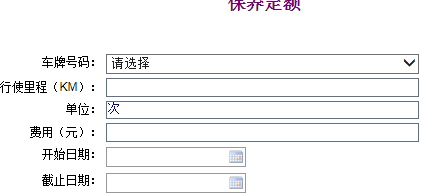 保养定额
车牌号码： 请选择
行使里程（KM）：
单位： 次
费用（元）：
开始日期：
截止日期：